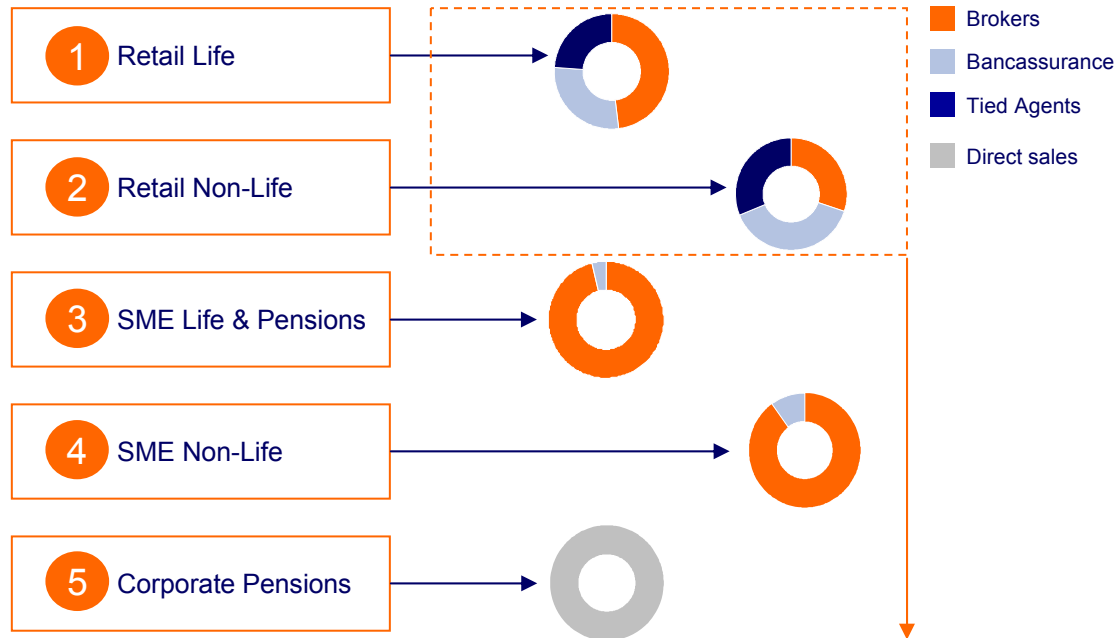 1 Retail Life
2 Retail Non-Life
3 SME Life & Pensions
4 SME Non-Life
5 Corporate Pensions
Brokers
Bancassurance
Tied Agents
Direct sales